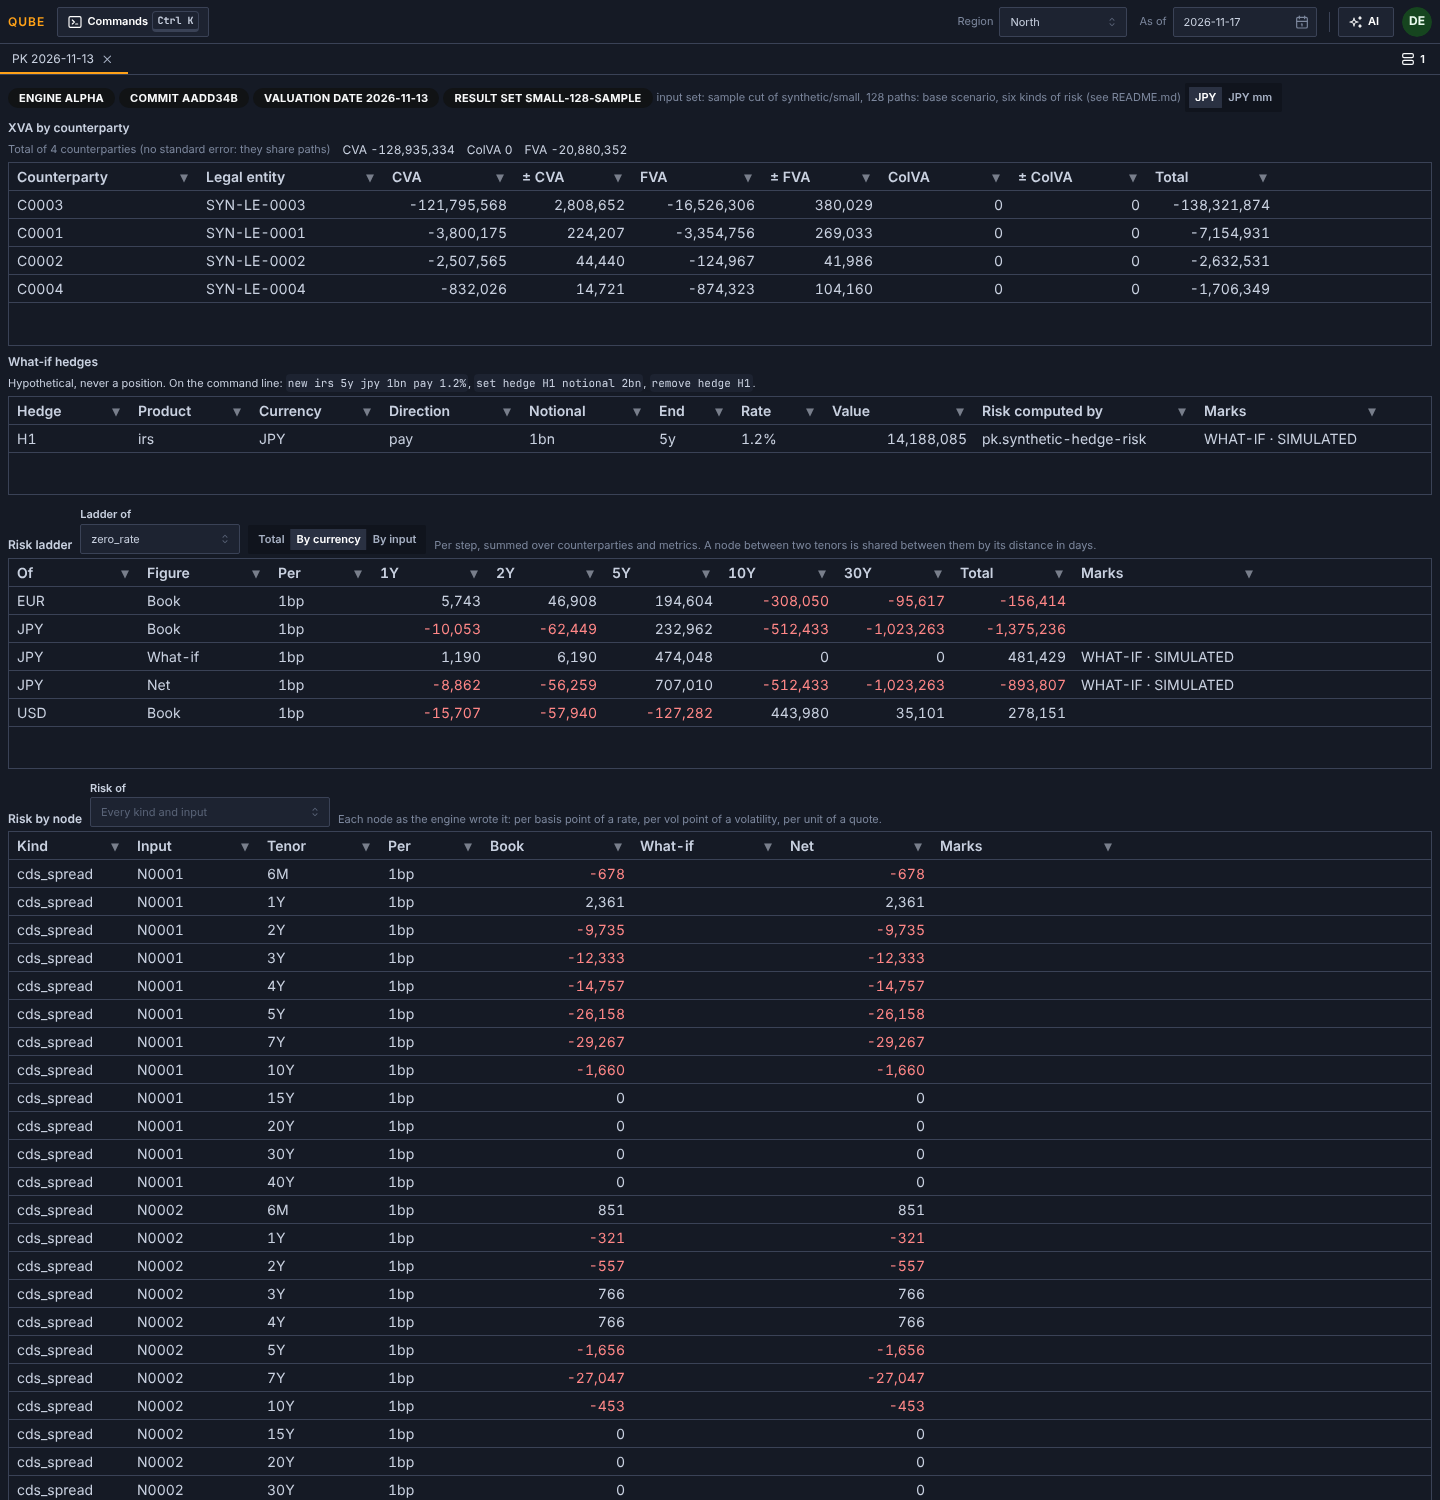 QUBE Commands Ctrl K Region North As of 2026-11-17 AI DE
PK 2026-11-13 1
ENGINE ALPHA COMMIT AADD34B VALUATION DATE 2026-11-13 RESULT SET SMALL-128-SAMPLE input set: sample cut of synthetic/small, 128 paths: base scenario, six kinds of risk (see README.md) JPY JPY mm
XVA by counterparty
Total of 4 counterparties (no standard error: they share paths) CVA -128,935,334 ColVA 0 FVA -20,880,352
Counterparty Legal entity CVA ± CVA FVA ± FVA ColVA ± ColVA Total
C0003 SYN-LE-0003 -121,795,568 2,808,652 -16,526,306 380,029 0 0 -138,321,874
C0001 SYN-LE-0001 -3,800,175 224,207 -3,354,756 269,033 0 0 -7,154,931
C0002 SYN-LE-0002 -2,507,565 44,440 -124,967 41,986 0 0 -2,632,531
C0004 SYN-LE-0004 -832,026 14,721 -874,323 104,160 0 0 -1,706,349
What-if hedges
Hypothetical, never a position. On the command line: new irs 5y jpy 1bn pay 1.2%, set hedge H1 notional 2bn, remove hedge H1.
Hedge Product Currency Direction Notional End Rate Value Risk computed by Marks
H1 irs JPY pay 1bn 5y 1.2% 14,188,085 pk.synthetic-hedge-risk WHAT-IF · SIMULATED
Ladder of
Risk ladder zero_rate Total By currency By input Per step, summed over counterparties and metrics. A node between two tenors is shared between them by its distance in days.
Of Figure Per 1Y 2Y 5Y 10Y 30Y Total Marks
EUR Book 1bp 5,743 46,908 194,604 -308,050 -95,617 -156,414
JPY Book 1bp -10,053 -62,449 232,962 -512,433 -1,023,263 -1,375,236
JPY What-if 1bp 1,190 6,190 474,048 0 0 481,429 WHAT-IF · SIMULATED
JPY Net 1bp -8,862 -56,259 707,010 -512,433 -1,023,263 -893,807 WHAT-IF · SIMULATED
USD Book 1bp -15,707 -57,940 -127,282 443,980 35,101 278,151
Risk of
Risk by node Every kind and input Each node as the engine wrote it: per basis point of a rate, per vol point of a volatility, per unit of a quote.
Kind Input Tenor Per Book What-if Net Marks
cds_spread N0001 6M 1bp -678 -678
cds_spread N0001 1Y 1bp 2,361 2,361
cds_spread N0001 2Y 1bp -9,735 -9,735
cds_spread N0001 3Y 1bp -12,333 -12,333
cds_spread N0001 4Y 1bp -14,757 -14,757
cds_spread N0001 5Y 1bp -26,158 -26,158
cds_spread N0001 7Y 1bp -29,267 -29,267
cds_spread N0001 10Y 1bp -1,660 -1,660
cds_spread N0001 15Y 1bp 0 0
cds_spread N0001 20Y 1bp 0 0
cds_spread N0001 30Y 1bp 0 0
cds_spread N0001 40Y 1bp 0 0
cds_spread N0002 6M 1bp 851 851
cds_spread N0002 1Y 1bp -321 -321
cds_spread N0002 2Y 1bp -557 -557
cds_spread N0002 3Y 1bp 766 766
cds_spread N0002 4Y 1bp 766 766
cds_spread N0002 5Y 1bp -1,656 -1,656
cds_spread N0002 7Y 1bp -27,047 -27,047
cds_spread N0002 10Y 1bp -453 -453
cds_spread N0002 15Y 1bp 0 0
cds_spread N0002 20Y 1bp 0 0
cds_spread N0002 30Y 1bp 0 0